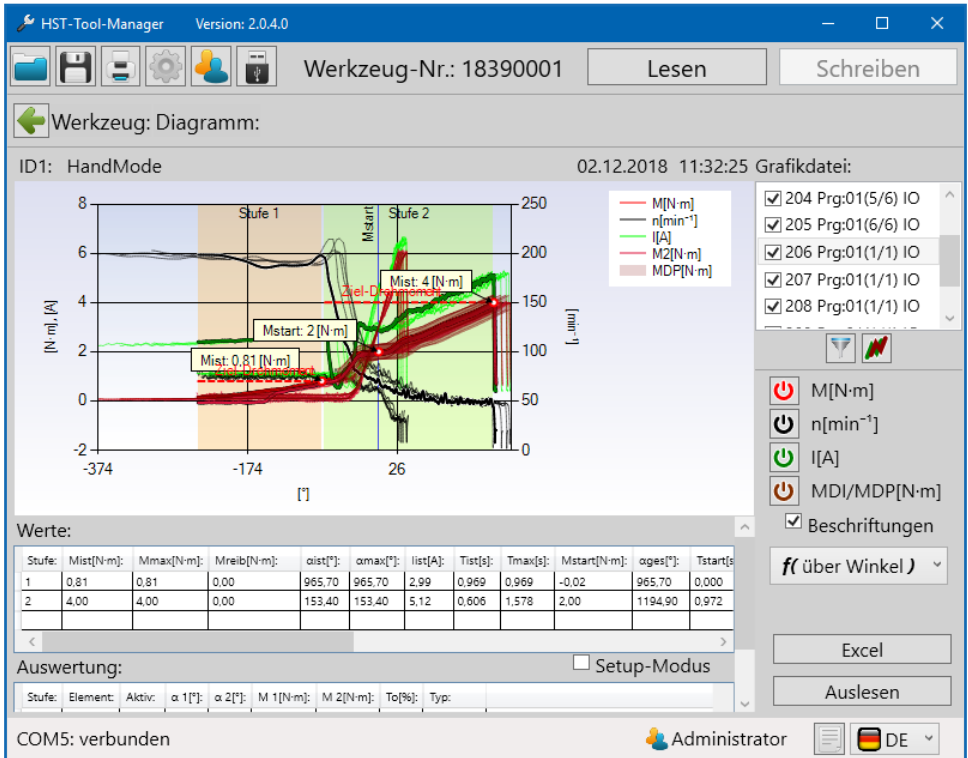 HST-Tool-Manager Version: 2.0.4.0
Werkzeug-Nr.: 18390001 Lesen Schreiben
Werkzeug: Diagramm:
ID1: HandMode 02.12.2018 11:32:25 Grafikdatei:
204 Prg:01(5/6) IO
205 Prg:01(6/6) IO
206 Prg:01(1/1) IO
207 Prg:01(1/1) IO
208 Prg:01(1/1) IO
8 Stufe 1 Mstart Stufe 2 250
6 200
4 150
2 100
0 50
-2 0
-374 -174 26
[°]
[N·m], [A]
[min⁻¹]
Mist: 4 [N·m]
Ziel-Drehmoment
Mstart: 2 [N·m]
Mist: 0,81 [N·m]
Ziel-Drehmoment
M[N·m]
n[min⁻¹]
I[A]
M2[N·m]
MDP[N·m]
M[N·m]
n[min⁻¹]
I[A]
MDI/MDP[N·m]
Beschriftungen
f( über Winkel )
Werte:
Stufe: Mist[N·m]: Mmax[N·m]: Mreib[N·m]: αist[°]: αmax[°]: Iist[A]: Tist[s]: Tmax[s]: Mstart[N·m]: αges[°]: Tstart[s
1 0,81 0,81 0,00 965,70 965,70 2,99 0,969 0,969 -0,02 965,70 0,000
2 4,00 4,00 0,00 153,40 153,40 5,12 0,606 1,578 2,00 1194,90 0,972
Auswertung: Setup-Modus
Stufe: Element: Aktiv: α 1[°]: α 2[°]: M 1[N·m]: M 2[N·m]: To[%]: Typ:
Excel
Auslesen
COM5: verbunden Administrator DE